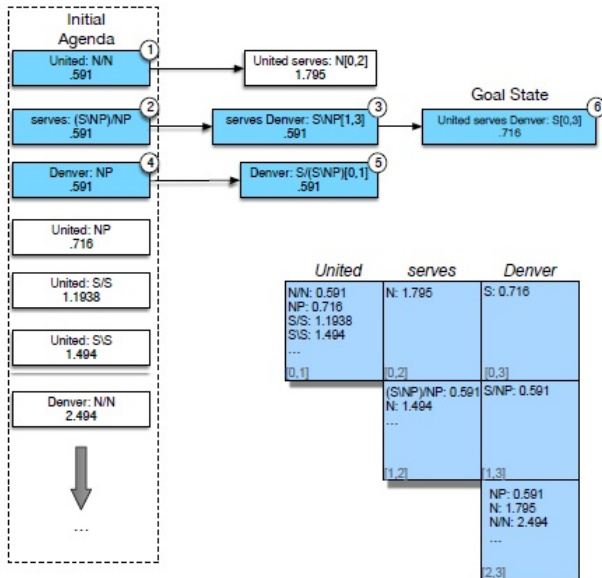 Initial
Agenda
1
United: N/N
.591
United serves: N[0,2]
1.795
2
serves: (S\NP)/NP
.591
3
serves Denver: S\NP[1,3]
.591
Goal State
6
United serves Denver: S[0,3]
.716
4
Denver: NP
.591
5
Denver: S/(S\NP)[0,1]
.591
United: NP
.716
United: S/S
1.1938
United: S\S
1.494
Denver: N/N
2.494
...
United serves Denver
N/N: 0.591
NP: 0.716
S/S: 1.1938
S\S: 1.494
...
[0,1]
N: 1.795
[0,2]
S: 0.716
[0,3]
(S\NP)/NP: 0.591
N: 1.494
...
[1,2]
S/NP: 0.591
[1,3]
NP: 0.591
N: 1.795
N/N: 2.494
...
[2,3]